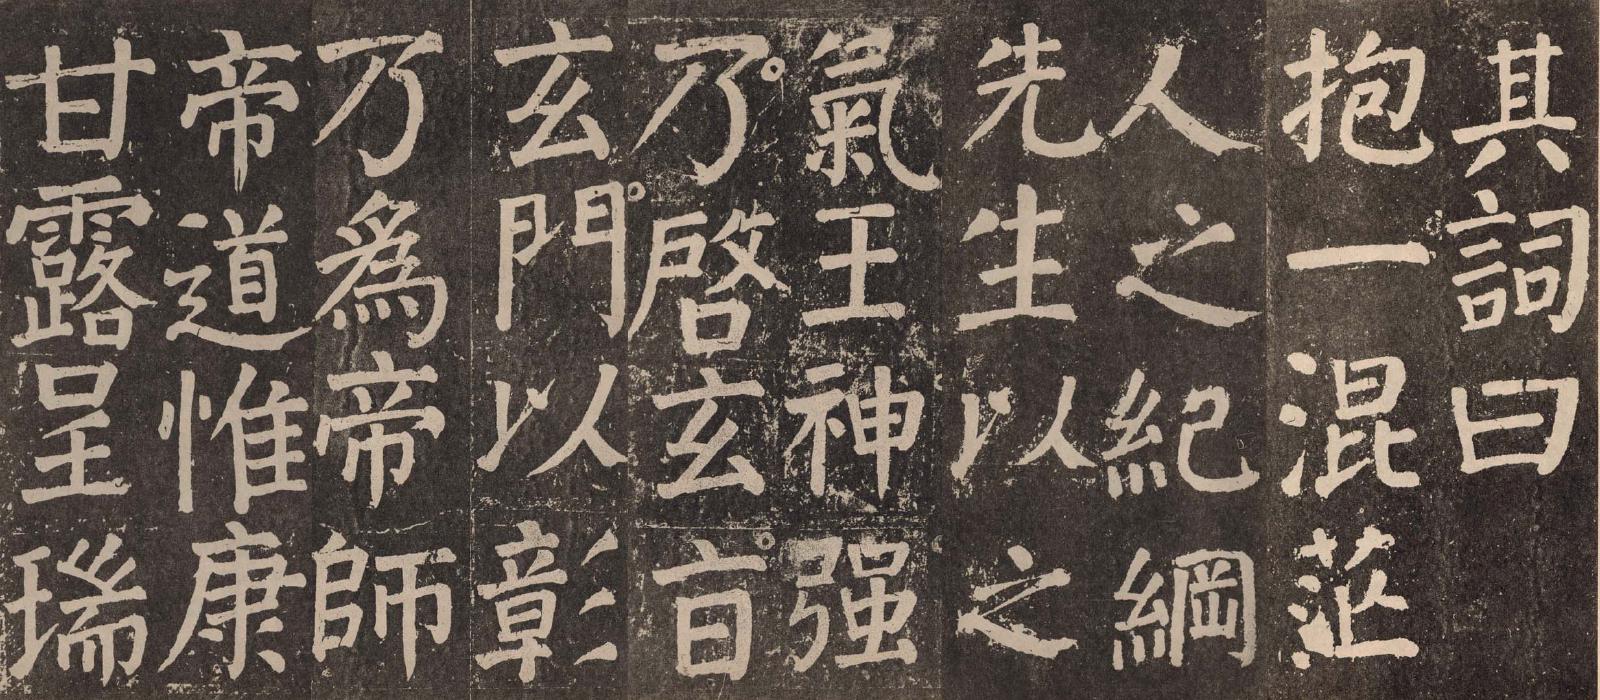 其詞曰
抱一混茫
人之紀綱
先生以之
氣王神强
乃啓玄旨
玄門以彰
乃爲帝師
帝道惟康
甘露呈瑞